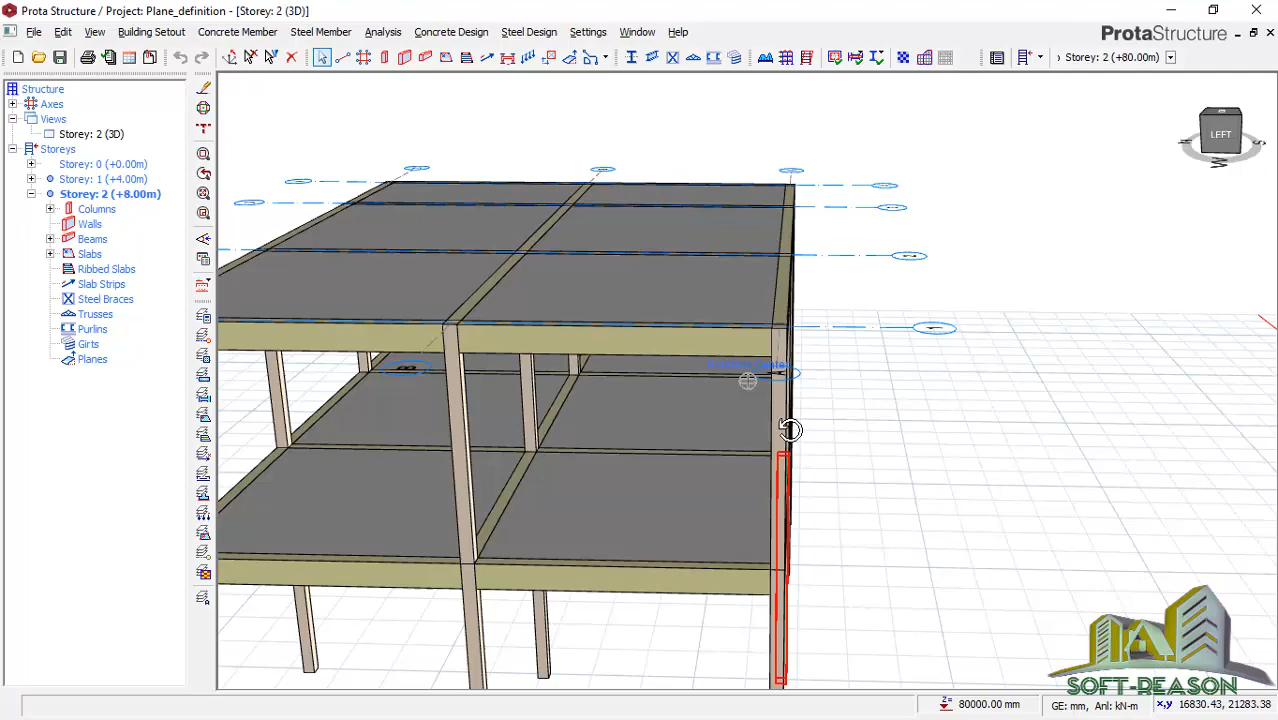 Prota Structure / Project: Plane_definition - [Storey: 2 (3D)]
File Edit View Building Setout Concrete Member Steel Member Analysis Concrete Design Steel Design Settings Window Help
ProtaStructure
Storey: 2 (+80.00m)
Structure
Axes
Views
Storey: 2 (3D)
Storeys
Storey: 0 (+0.00m)
Storey: 1 (+4.00m)
Storey: 2 (+8.00m)
Columns
Walls
Beams
Slabs
Ribbed Slabs
Slab Strips
Steel Braces
Trusses
Purlins
Girts
Planes
LEFT
Rotation Center
SOFT-REASON
Z= 80000.00 mm
GE: mm, Anl: kN-m
x,y 16830.43, 21283.38